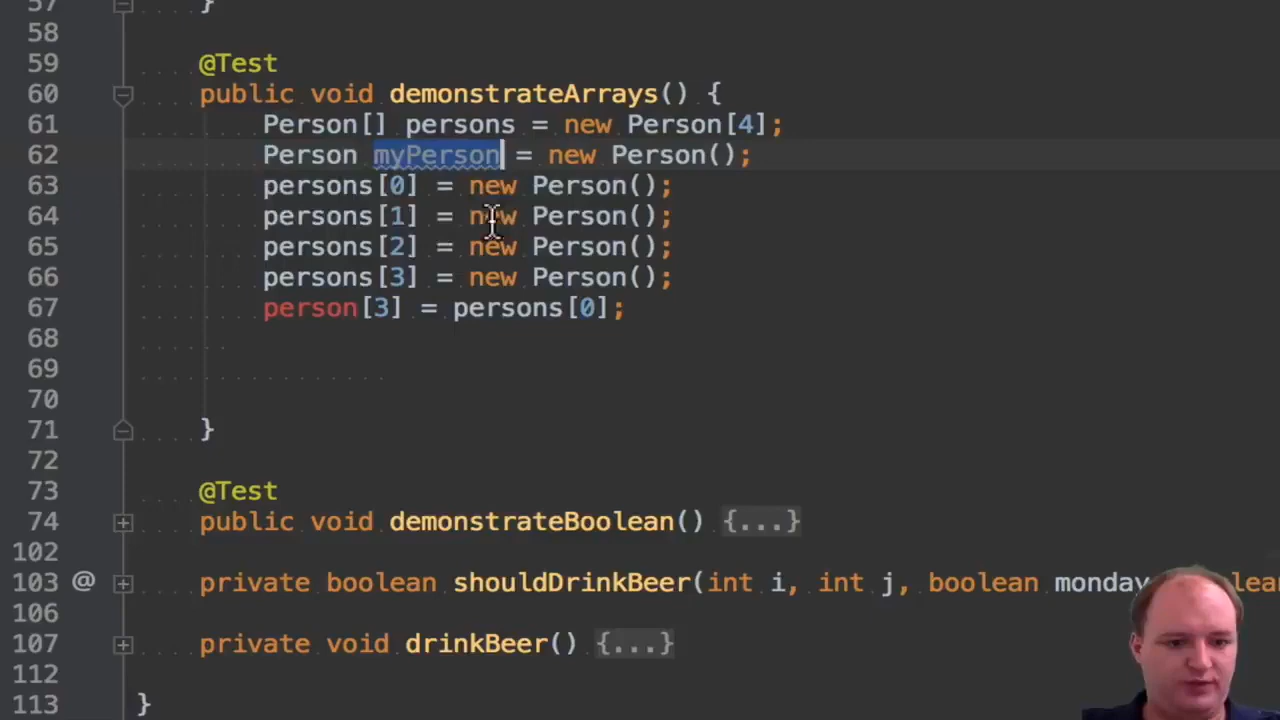 57 }
58
59 @Test
60 public void demonstrateArrays() {
61 Person[] persons = new Person[4];
62 Person myPerson = new Person();
63 persons[0] = new Person();
64 persons[1] = new Person();
65 persons[2] = new Person();
66 persons[3] = new Person();
67 person[3] = persons[0];
68
69
70
71 }
72
73 @Test
74 public void demonstrateBoolean() {...}
102
103 @ private boolean shouldDrinkBeer(int i, int j, boolean monday
106
107 private void drinkBeer() {...}
112
113 }